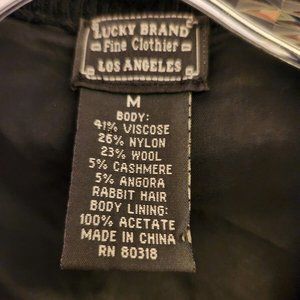 LUCKY BRAND
Fine Clothier
LOS ANGELES
M
BODY:
41% VISCOSE
26% NYLON
23% WOOL
5% CASHMERE
5% ANGORA
RABBIT HAIR
BODY LINING:
100% ACETATE
MADE IN CHINA
RN 80318